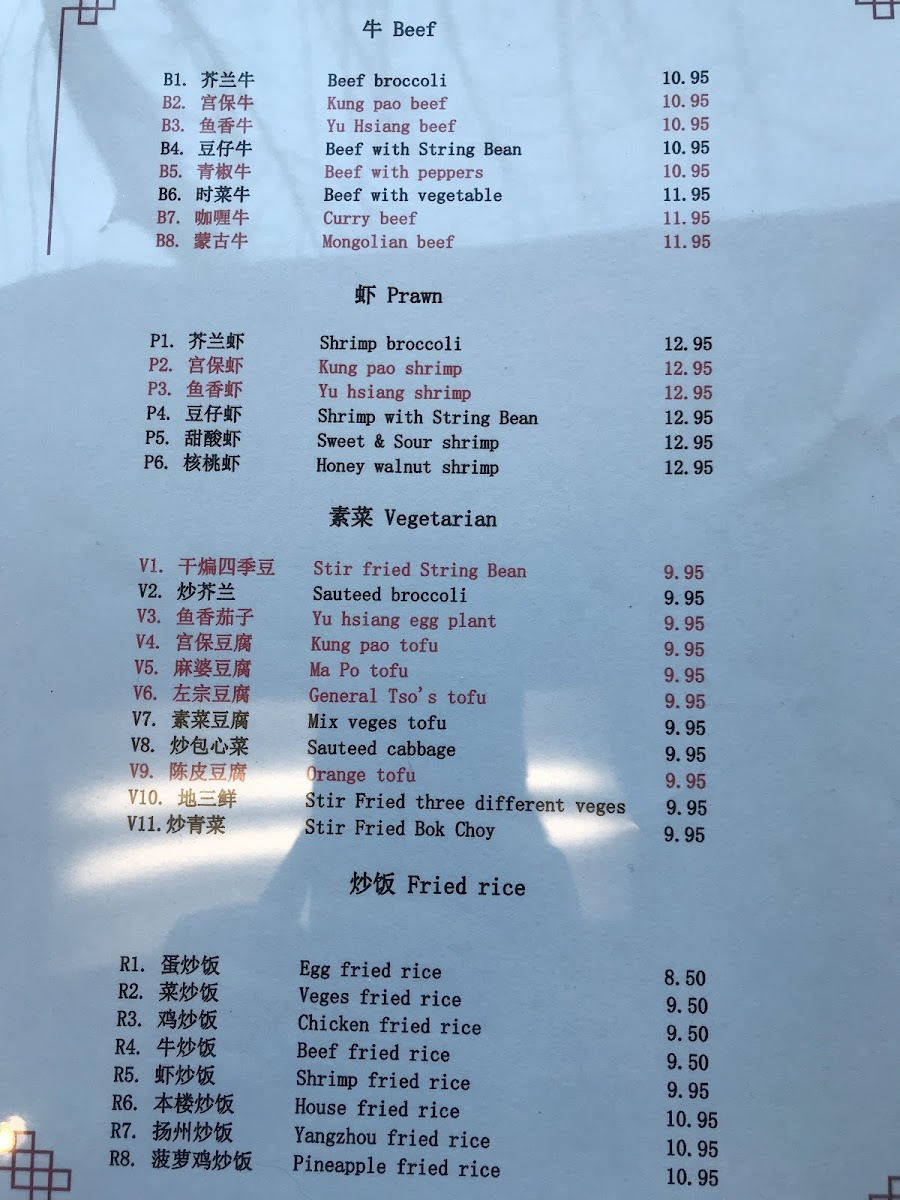 牛 Beef
B1. 芥兰牛 Beef broccoli 10.95
B2. 宫保牛 Kung pao beef 10.95
B3. 鱼香牛 Yu Hsiang beef 10.95
B4. 豆仔牛 Beef with String Bean 10.95
B5. 青椒牛 Beef with peppers 10.95
B6. 时菜牛 Beef with vegetable 11.95
B7. 咖喱牛 Curry beef 11.95
B8. 蒙古牛 Mongolian beef 11.95
虾 Prawn
P1. 芥兰虾 Shrimp broccoli 12.95
P2. 宫保虾 Kung pao shrimp 12.95
P3. 鱼香虾 Yu hsiang shrimp 12.95
P4. 豆仔虾 Shrimp with String Bean 12.95
P5. 甜酸虾 Sweet & Sour shrimp 12.95
P6. 核桃虾 Honey walnut shrimp 12.95
素菜 Vegetarian
V1. 干煸四季豆 Stir fried String Bean 9.95
V2. 炒芥兰 Sauteed broccoli 9.95
V3. 鱼香茄子 Yu hsiang egg plant 9.95
V4. 宫保豆腐 Kung pao tofu 9.95
V5. 麻婆豆腐 Ma Po tofu 9.95
V6. 左宗豆腐 General Tso's tofu 9.95
V7. 素菜豆腐 Mix veges tofu 9.95
V8. 炒包心菜 Sauteed cabbage 9.95
V9. 陈皮豆腐 Orange tofu 9.95
V10. 地三鲜 Stir Fried three different veges 9.95
V11. 炒青菜 Stir Fried Bok Choy 9.95
炒饭 Fried rice
R1. 蛋炒饭 Egg fried rice 8.50
R2. 菜炒饭 Veges fried rice 9.50
R3. 鸡炒饭 Chicken fried rice 9.50
R4. 牛炒饭 Beef fried rice 9.50
R5. 虾炒饭 Shrimp fried rice 9.95
R6. 本楼炒饭 House fried rice 10.95
R7. 扬州炒饭 Yangzhou fried rice 10.95
R8. 菠萝鸡炒饭 Pineapple fried rice 10.95